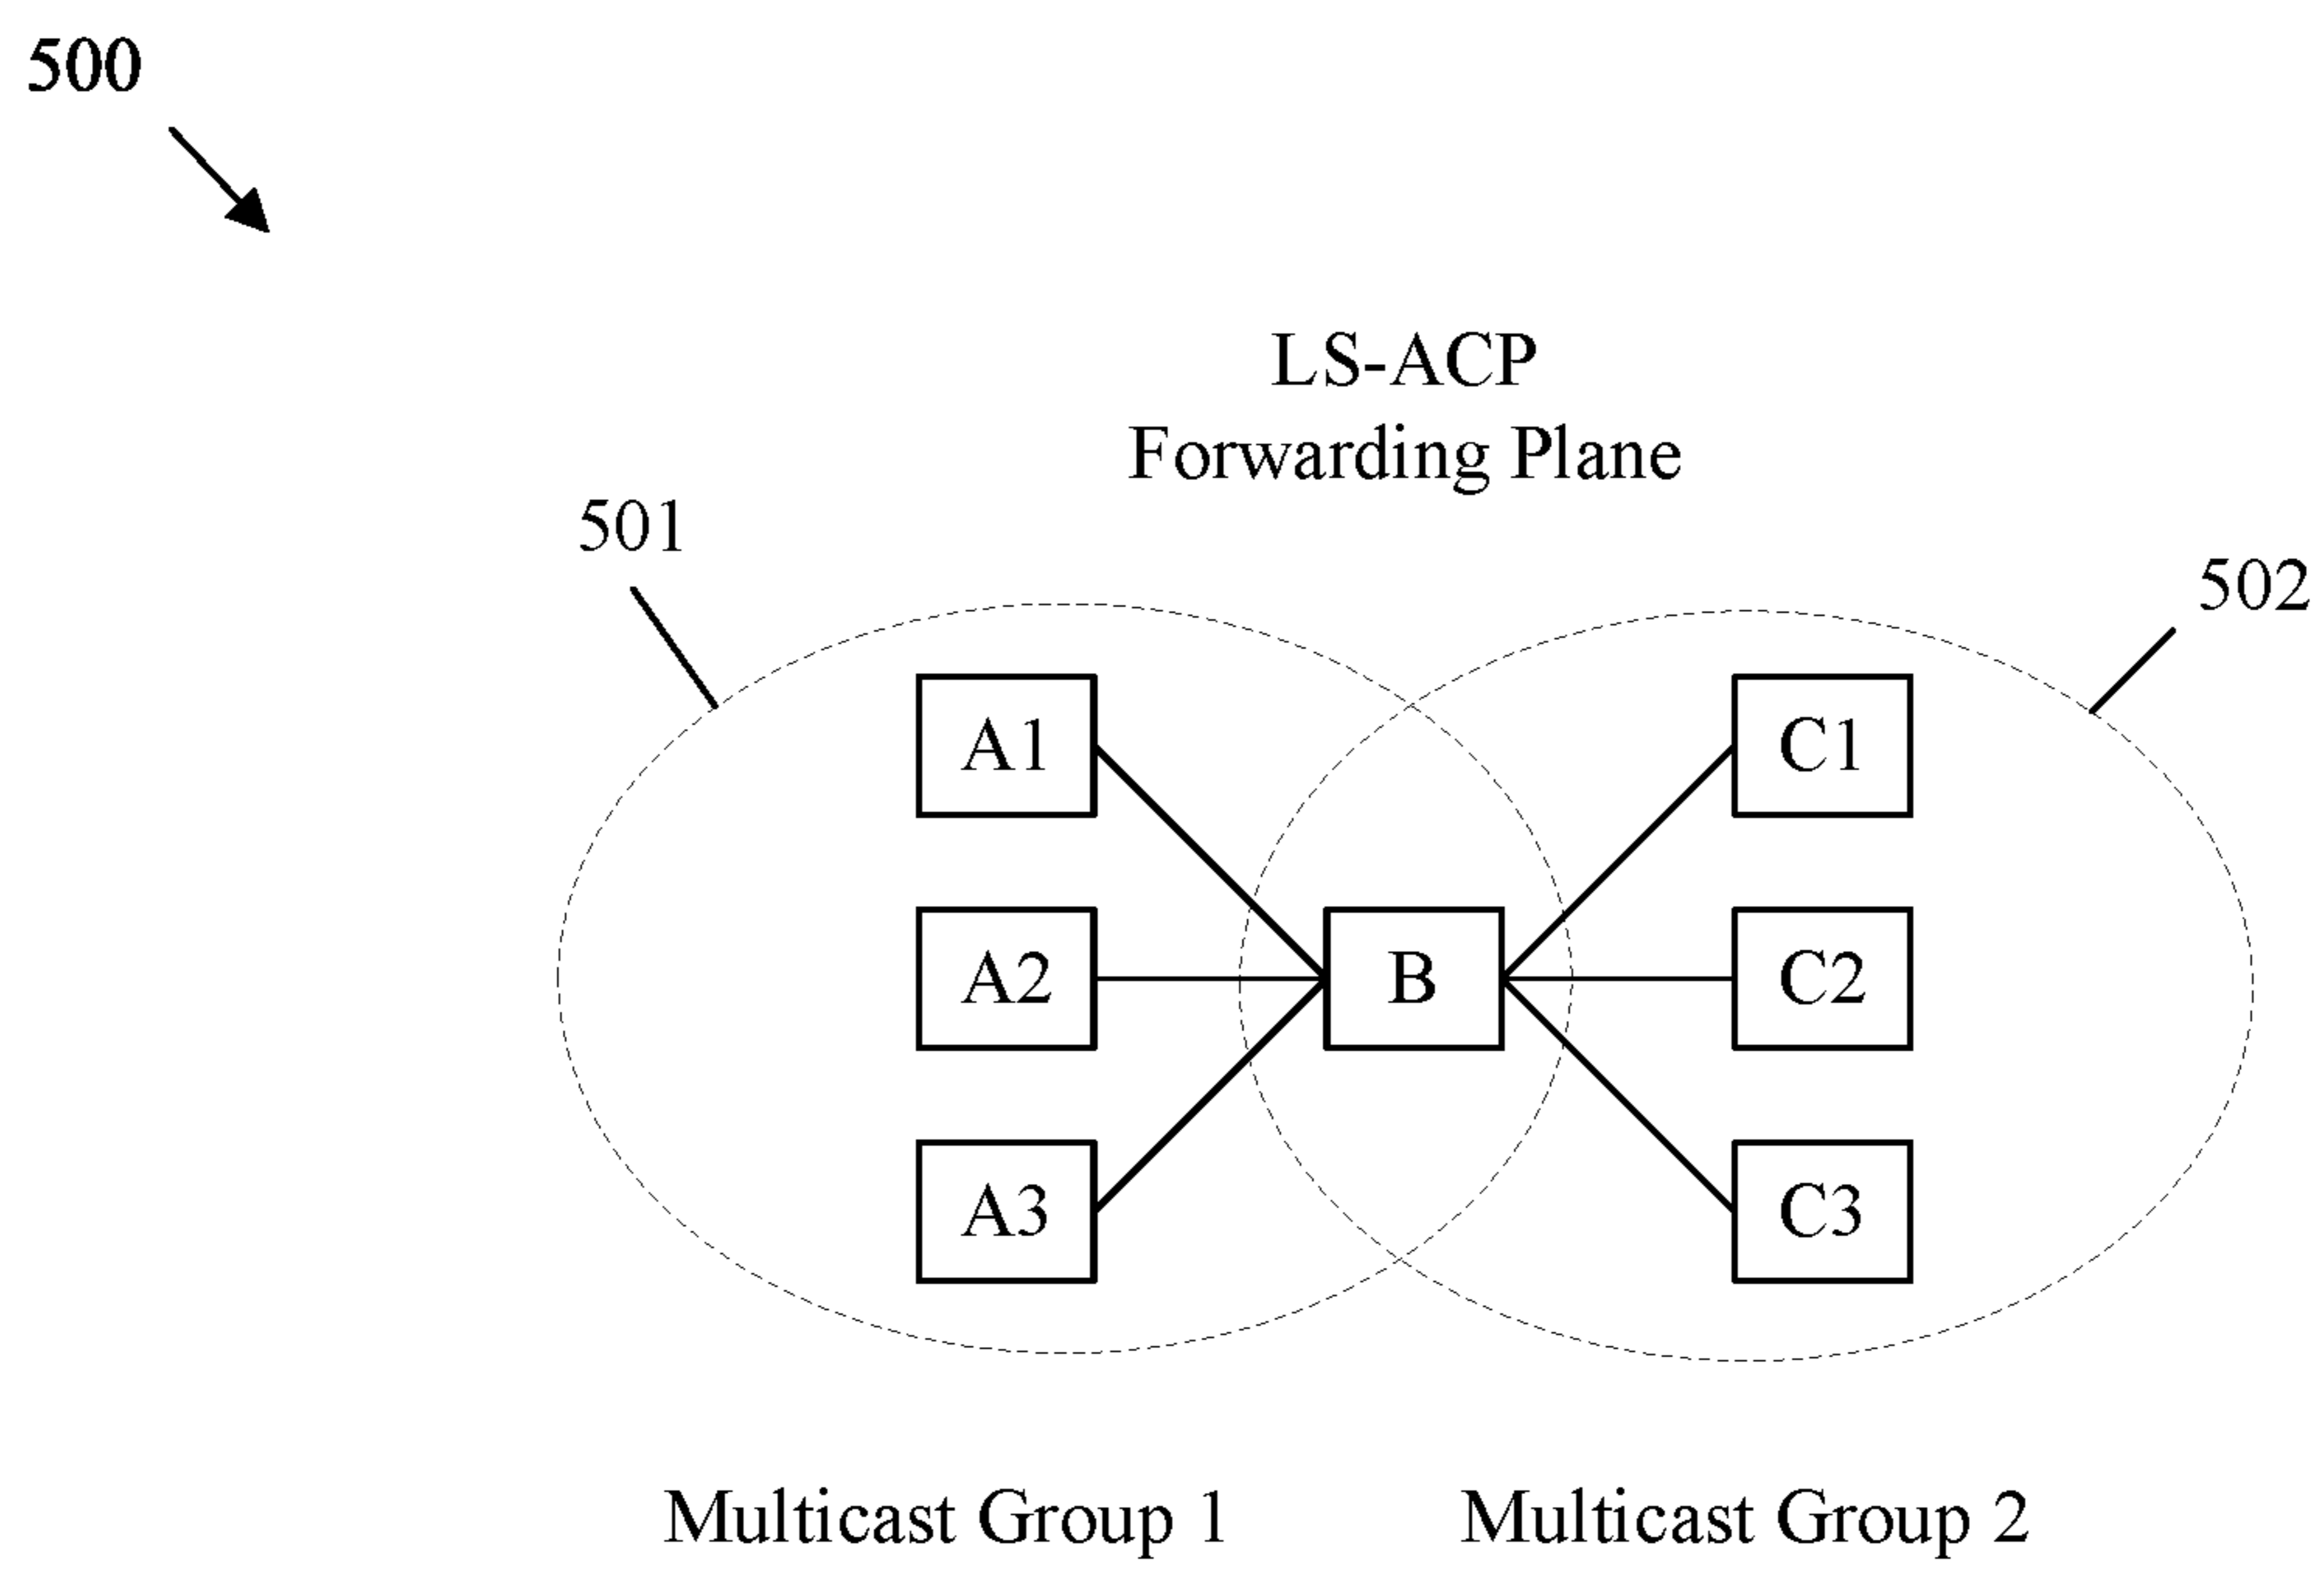 500
LS-ACP
Forwarding Plane
501
502
A1
C1
A2
B
C2
A3
C3
Multicast Group 1
Multicast Group 2